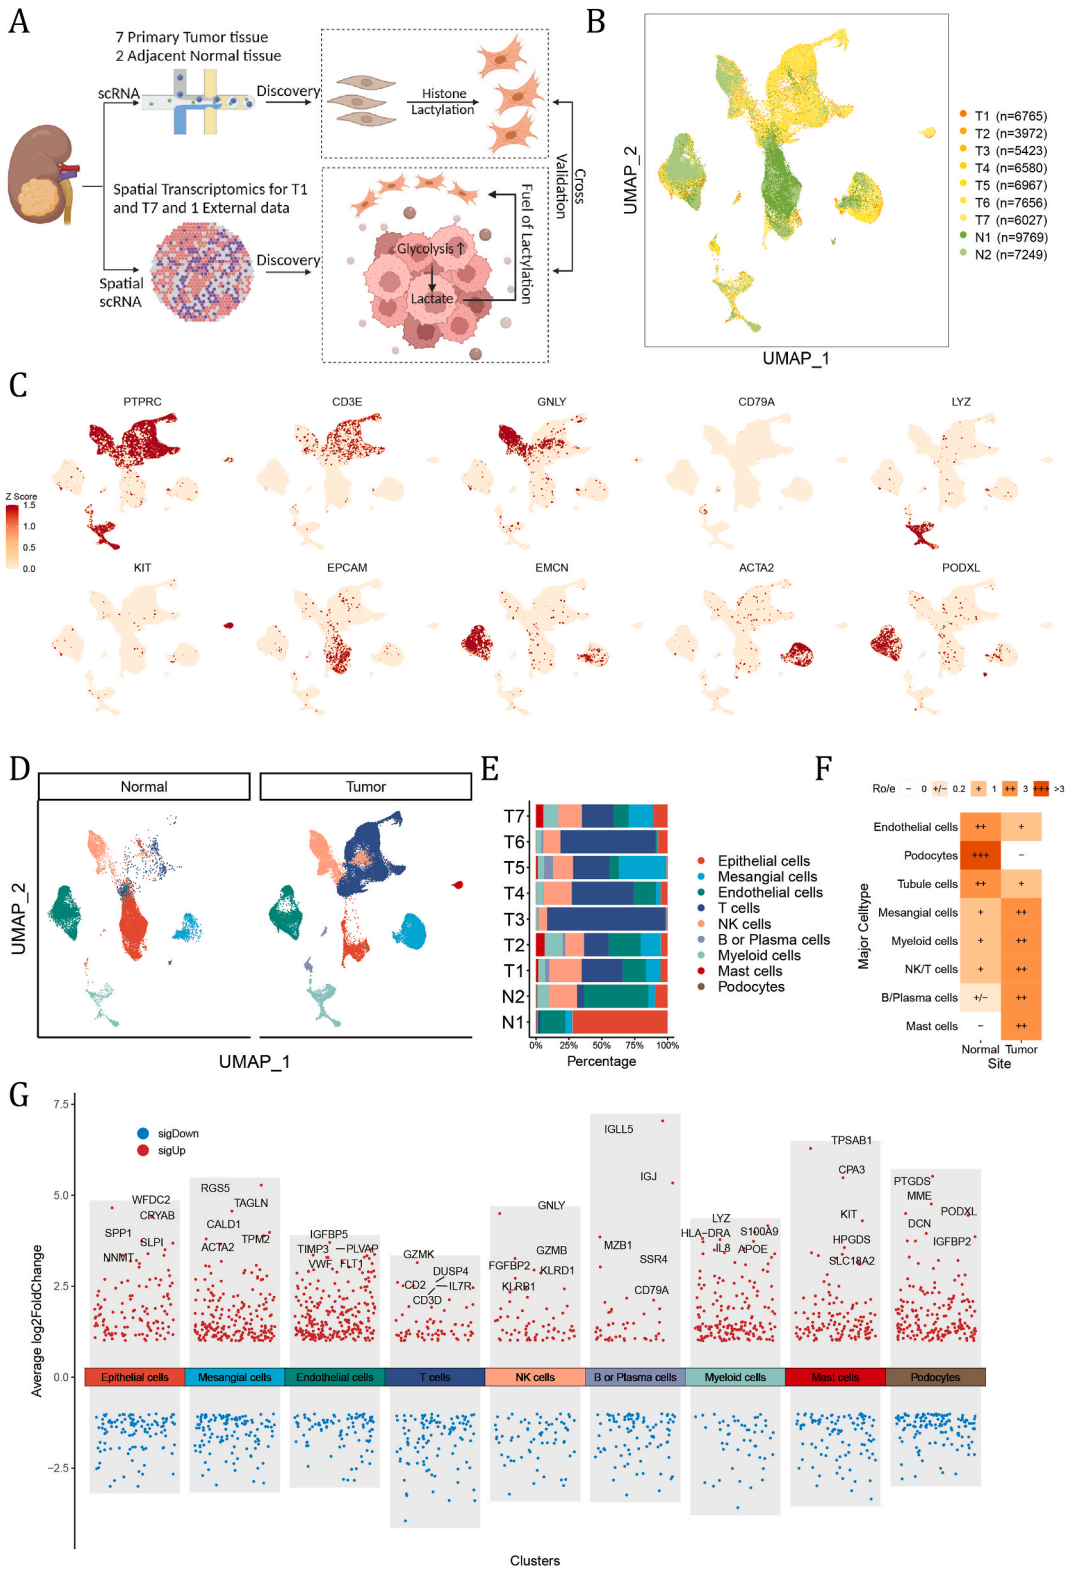 A
7 Primary Tumor tissue
2 Adjacent Normal tissue
scRNA
Discovery
Histone
Lactylation
Cross
Validation
Spatial Transcriptomics for T1
and T7 and 1 External data
Spatial
scRNA
Discovery
Glycolysis↑
Lactate
Fuel of Lactylation
B
UMAP_2
UMAP_1
T1 (n=6765)
T2 (n=3972)
T3 (n=5423)
T4 (n=6580)
T5 (n=6967)
T6 (n=7656)
T7 (n=6027)
N1 (n=9769)
N2 (n=7249)
C
PTPRC
CD3E
GNLY
CD79A
LYZ
Z Score
1.5
1.0
0.5
0.0
KIT
EPCAM
EMCN
ACTA2
PODXL
D
Normal
Tumor
UMAP_2
UMAP_1
E
T7
T6
T5
T4
T3
T2
T1
N2
N1
0%
25%
50%
75%
100%
Percentage
Epithelial cells
Mesangial cells
Endothelial cells
T cells
NK cells
B or Plasma cells
Myeloid cells
Mast cells
Podocytes
F
Ro/e − 0 +/− 0.2 + 1 ++ 3 +++ >3
Major Celltype
Endothelial cells ++ +
Podocytes +++ −
Tubule cells ++ +
Mesangial cells + ++
Myeloid cells + ++
NK/T cells + ++
B/Plasma cells +/− ++
Mast cells − ++
Normal Tumor
Site
G
Average log2FoldChange
7.5
5.0
2.5
0.0
−2.5
sigDown
sigUp
WFDC2
CRYAB
SPP1
SLPI
NNMT
RGS5
TAGLN
CALD1
TPM2
ACTA2
IGFBP5
TIMP3
PLVAP
VWF
FLT1
GZMK
DUSP4
CD2
IL7R
CD3D
GNLY
GZMB
FGFBP2
KLRD1
KLRB1
IGLL5
IGJ
MZB1
SSR4
CD79A
LYZ
HLA−DRA
S100A9
IL8
APOE
TPSAB1
CPA3
KIT
HPGDS
SLC18A2
PTGDS
MME
PODXL
DCN
IGFBP2
Epithelial cells
Mesangial cells
Endothelial cells
T cells
NK cells
B or Plasma cells
Myeloid cells
Mast cells
Podocytes
Clusters